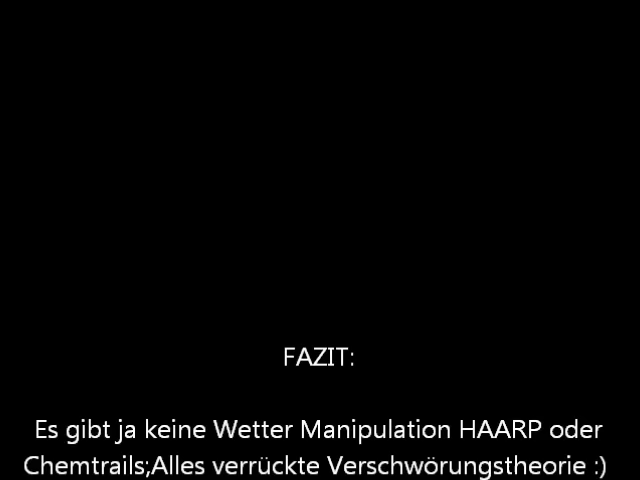 FAZIT:
Es gibt ja keine Wetter Manipulation HAARP oder
Chemtrails;Alles verrückte Verschwörungstheorie :)